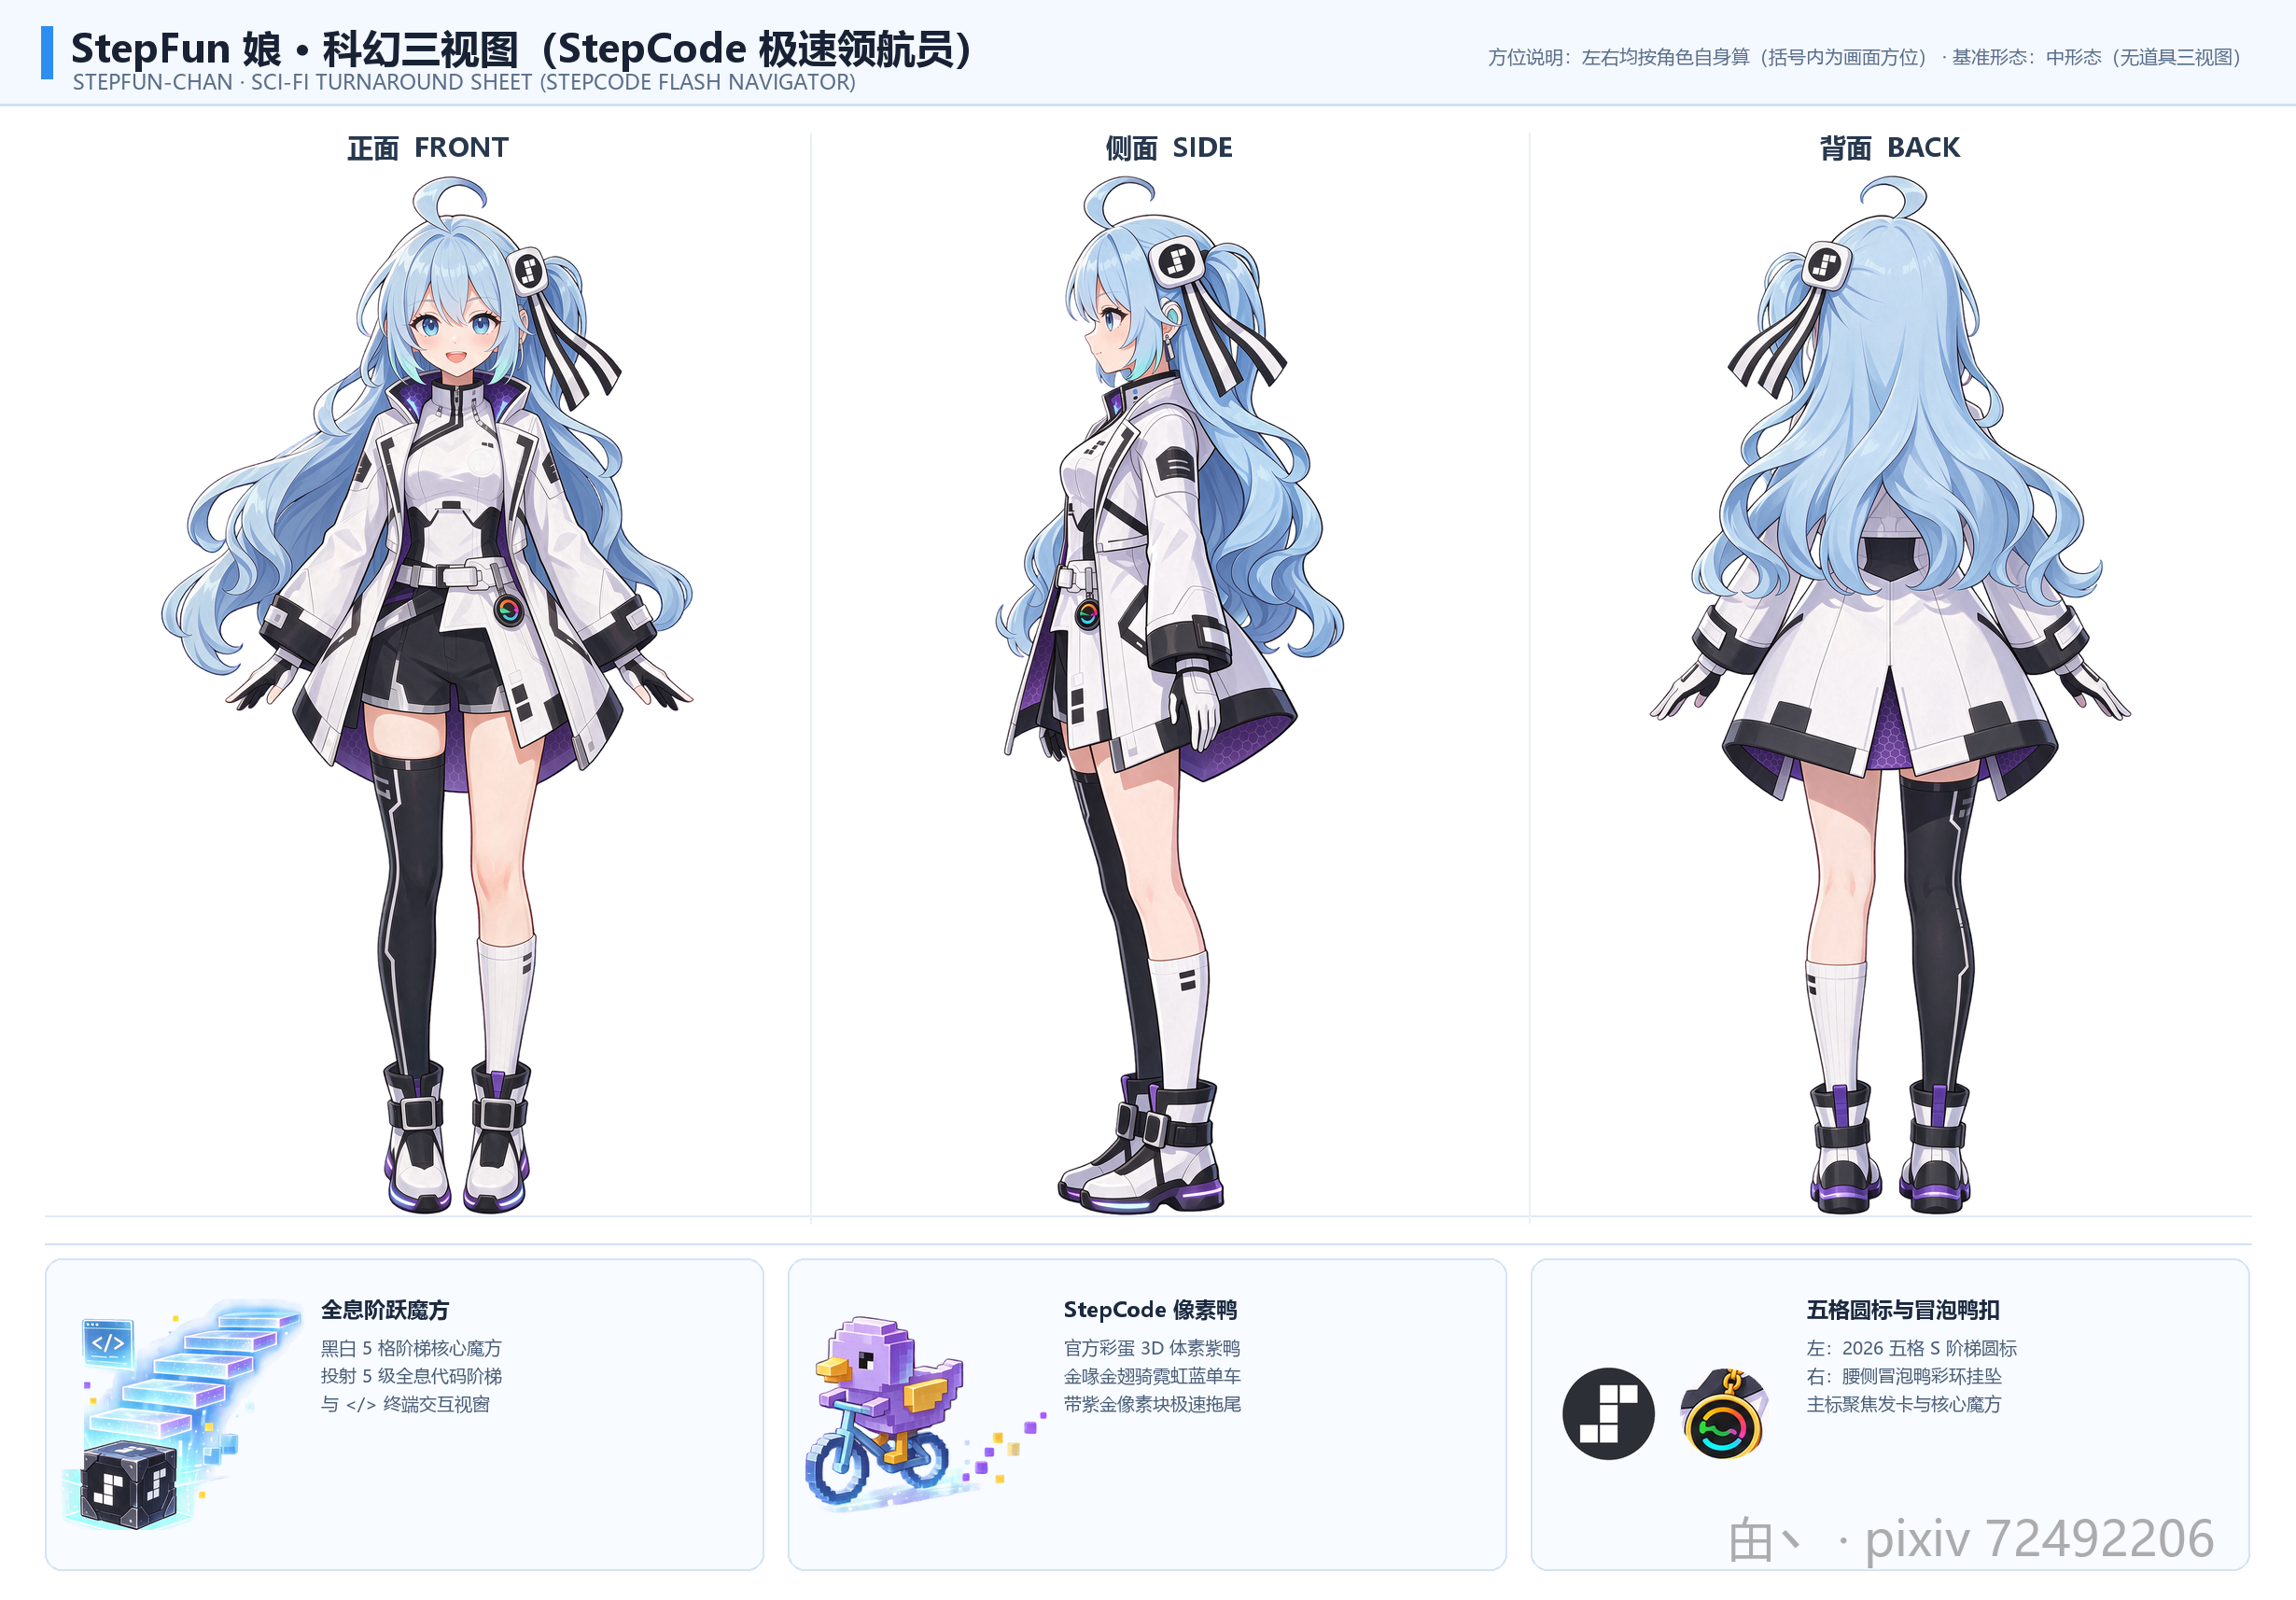 StepFun 娘 • 科幻三视图（StepCode 极速领航员）
STEPFUN-CHAN · SCI-FI TURNAROUND SHEET (STEPCODE FLASH NAVIGATOR)
方位说明：左右均按角色自身算（括号内为画面方位） · 基准形态：中形态（无道具三视图）
正面 FRONT
侧面 SIDE
背面 BACK
</>
全息阶跃魔方
黑白 5 格阶梯核心魔方
投射 5 级全息代码阶梯
与 </> 终端交互视窗
StepCode 像素鸭
官方彩蛋 3D 体素紫鸭
金喙金翅骑霓虹蓝单车
带紫金像素块极速拖尾
五格圆标与冒泡鸭扣
左：2026 五格 S 阶梯圆标
右：腰侧冒泡鸭彩环挂坠
主标聚焦发卡与核心魔方
甶丶 · pixiv 72492206